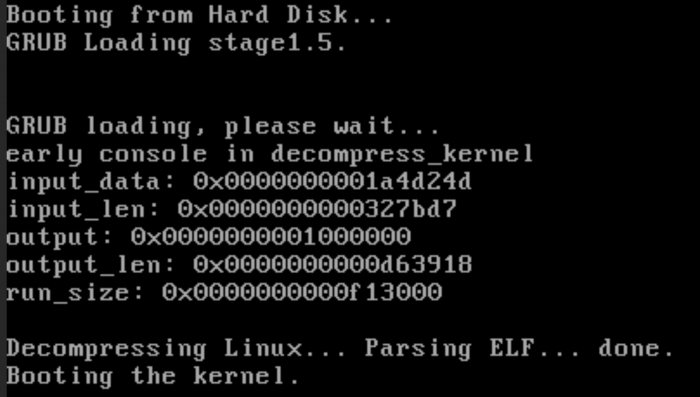 Booting from Hard Disk...
GRUB Loading stage1.5.
GRUB loading, please wait...
early console in decompress_kernel
input_data: 0x0000000001a4d24d
input_len: 0x0000000000327bd7
output: 0x0000000001000000
output_len: 0x0000000000d63918
run_size: 0x0000000000f13000
Decompressing Linux... Parsing ELF... done.
Booting the kernel.